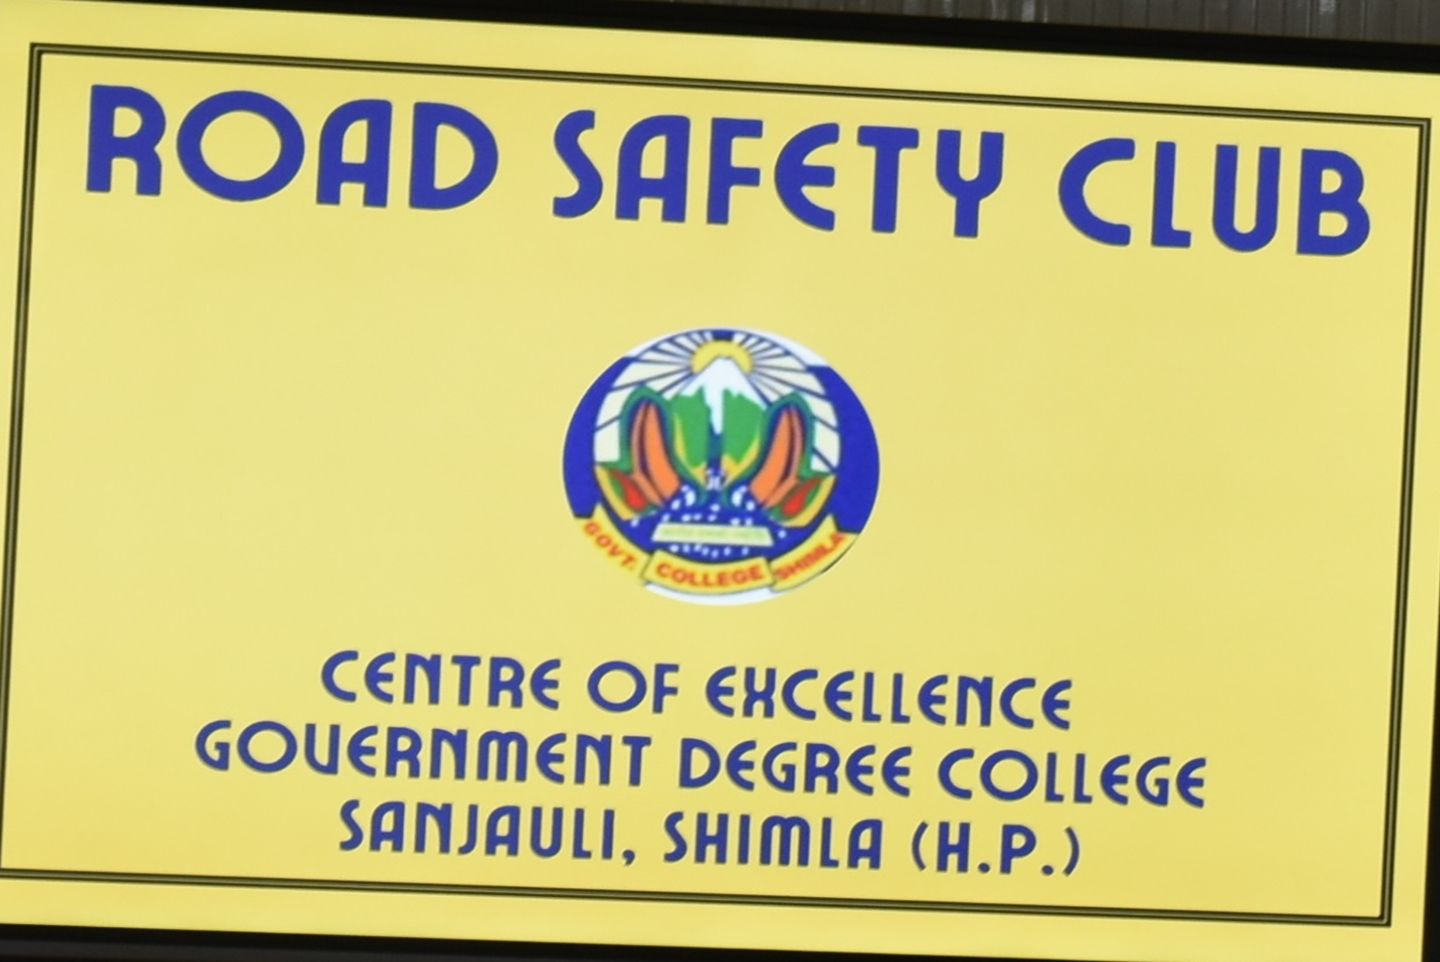 ROAD SAFETY CLUB
GOVT. COLLEGE SHIMLA
CENTRE OF EXCELLENCE
GOVERNMENT DEGREE COLLEGE
SANJAULI, SHIMLA (H.P.)